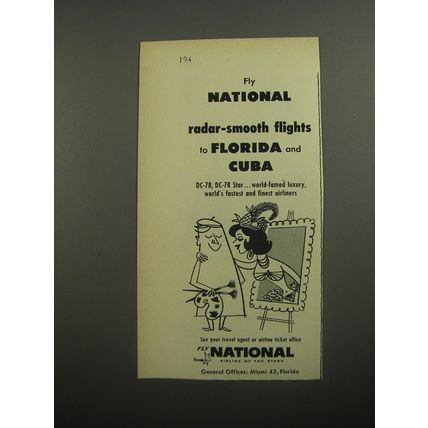 194
Fly
NATIONAL
radar-smooth flights
to FLORIDA and
CUBA
DC-7B, DC-7R Star...world-famed luxury,
world's fastest and finest airliners
See your travel agent or airline ticket office
FLY NATIONAL
AIRLINE OF THE STARS
General Offices: Miami 42, Florida